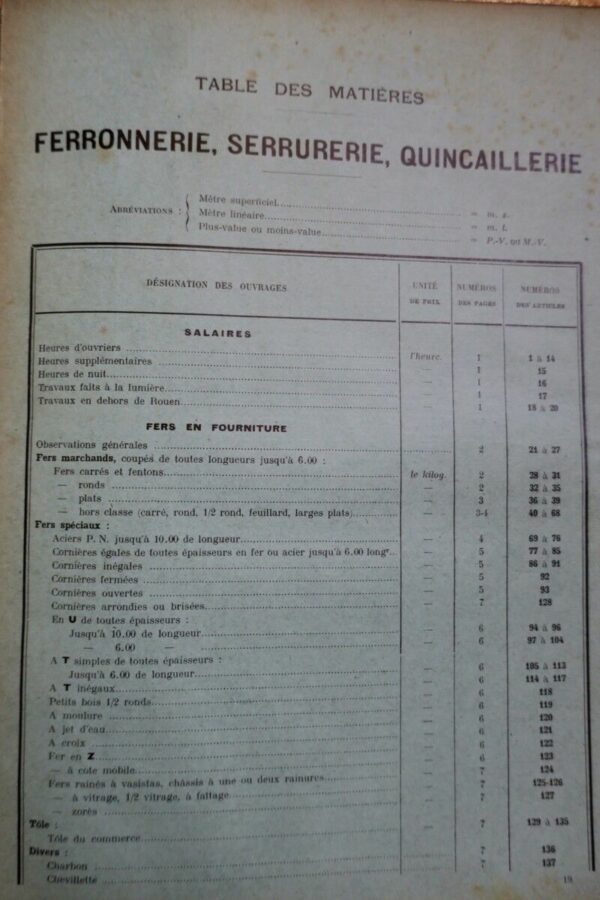 TABLE DES MATIÈRES
FERRONNERIE, SERRURERIE, QUINCAILLERIE
ABRÉVIATIONS :
Mètre superficiel = m. s.
Mètre linéaire = m. l.
Plus-value ou moins-value = P.-V. ou M.-V.
DÉSIGNATION DES OUVRAGES UNITÉ DE PRIX NUMÉROS DES PAGES NUMÉROS DES ARTICLES
SALAIRES
Heures d'ouvriers l'heure. 1 1 à 14
Heures supplémentaires — 1 15
Heures de nuit — 1 16
Travaux faits à la lumière — 1 17
Travaux en dehors de Rouen — 1 18 à 20
FERS EN FOURNITURE
Observations générales 2 21 à 27
Fers marchands, coupés de toutes longueurs jusqu'à 6.00 :
Fers carrés et fentons le kilog. 2 28 à 31
— ronds — 2 32 à 35
— plats — 3 36 à 39
— hors classe (carré, rond, 1/2 rond, feuillard, larges plats) — 3-4 40 à 68
Fers spéciaux :
Aciers P. N. jusqu'à 10.00 de longueur — 4 69 à 76
Cornières égales de toutes épaisseurs en fer ou acier jusqu'à 6.00 longr — 5 77 à 85
Cornières inégales — 5 86 à 91
Cornières fermées — 5 92
Cornières ouvertes — 5 93
Cornières arrondies ou brisées — 7 128
En U de toutes épaisseurs :
Jusqu'à 10.00 de longueur — 6 94 à 96
— 6.00 — — 6 97 à 104
A T simples de toutes épaisseurs :
Jusqu'à 6.00 de longueur — 6 105 à 113
A T inégaux — 6 114 à 117
Petits bois 1/2 ronds — 6 118
A moulure — 6 119
A jet d'eau — 6 120
A croix — 6 121
Fer en Z — 6 122
— à côte mobile — 6 123
Fers rainés à vasistas, châssis à une ou deux rainures — 7 124
— à vitrage, 1/2 vitrage, à faîtage — 7 125-126
— zorès — 7 127
Tôle :
Tôle du commerce — 7 129 à 135
Divers :
Charbon — 7 136
Chevillette — 7 137
19